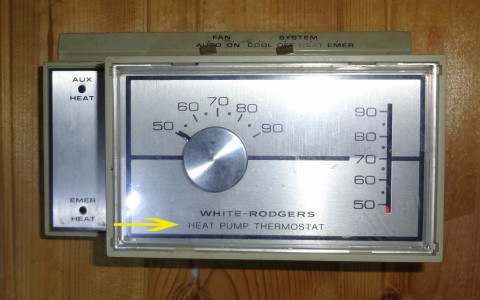 FAN SYSTEM
AUTO ON COOL OFF HEAT EMER
AUX
HEAT
EMER
HEAT
50 60 70 80 90
90
80
70
60
50
WHITE-RODGERS
HEAT PUMP THERMOSTAT